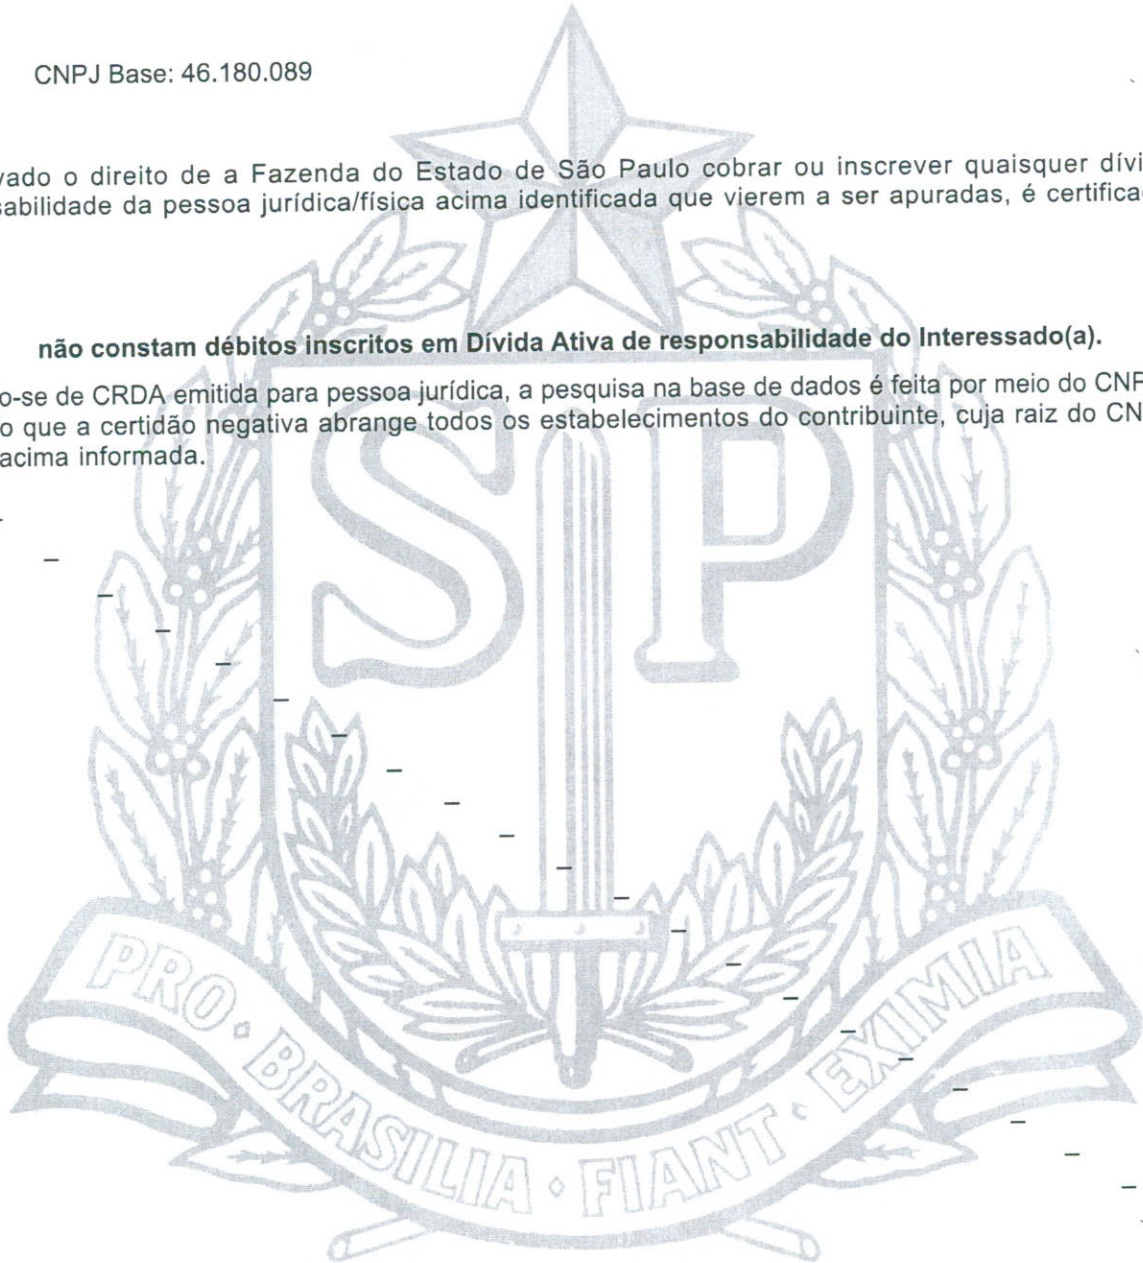 CNPJ Base: 46.180.089
vado o direito de a Fazenda do Estado de São Paulo cobrar ou inscrever quaisquer dívi
sabilidade da pessoa jurídica/física acima identificada que vierem a ser apuradas, é certifica
não constam débitos inscritos em Dívida Ativa de responsabilidade do Interessado(a).
o-se de CRDA emitida para pessoa jurídica, a pesquisa na base de dados é feita por meio do CNP
o que a certidão negativa abrange todos os estabelecimentos do contribuinte, cuja raiz do CN
acima informada.
SP
PRO · BRASILIA · FIANT · EXIMIA